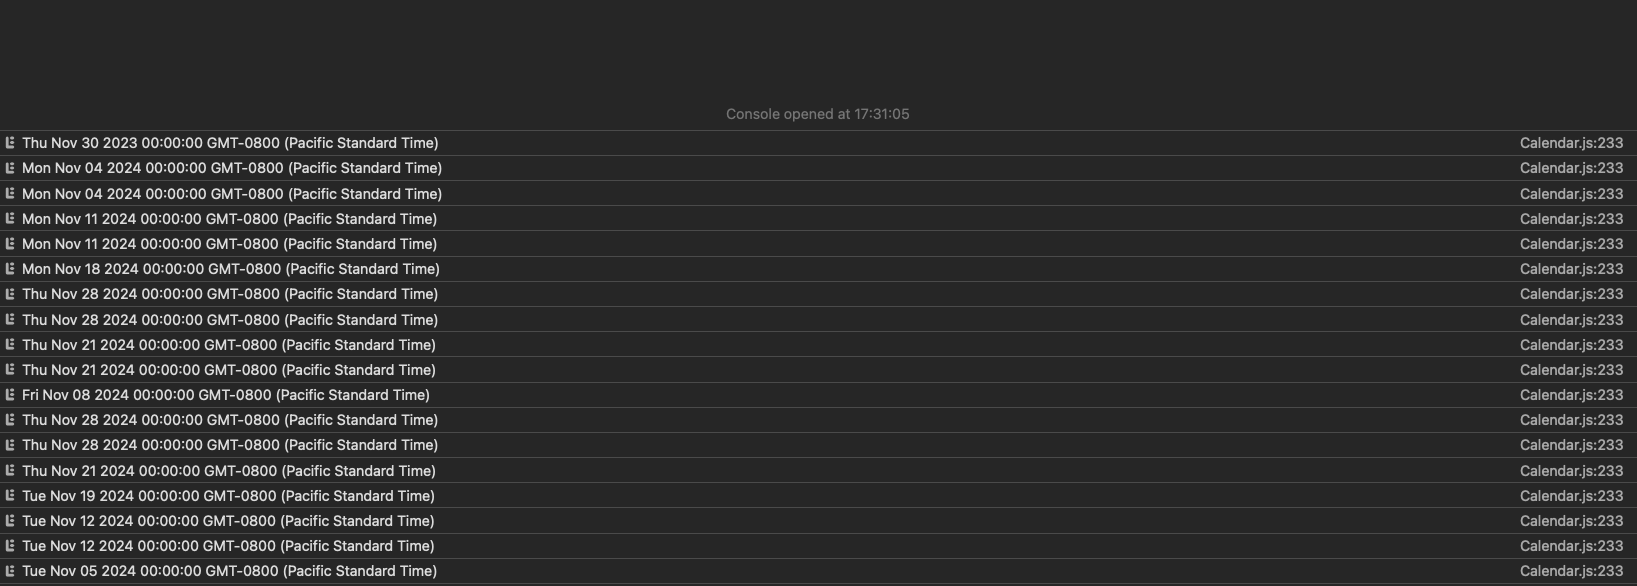 Console opened at 17:31:05
Thu Nov 30 2023 00:00:00 GMT-0800 (Pacific Standard Time) Calendar.js:233
Mon Nov 04 2024 00:00:00 GMT-0800 (Pacific Standard Time) Calendar.js:233
Mon Nov 04 2024 00:00:00 GMT-0800 (Pacific Standard Time) Calendar.js:233
Mon Nov 11 2024 00:00:00 GMT-0800 (Pacific Standard Time) Calendar.js:233
Mon Nov 11 2024 00:00:00 GMT-0800 (Pacific Standard Time) Calendar.js:233
Mon Nov 18 2024 00:00:00 GMT-0800 (Pacific Standard Time) Calendar.js:233
Thu Nov 28 2024 00:00:00 GMT-0800 (Pacific Standard Time) Calendar.js:233
Thu Nov 28 2024 00:00:00 GMT-0800 (Pacific Standard Time) Calendar.js:233
Thu Nov 21 2024 00:00:00 GMT-0800 (Pacific Standard Time) Calendar.js:233
Thu Nov 21 2024 00:00:00 GMT-0800 (Pacific Standard Time) Calendar.js:233
Fri Nov 08 2024 00:00:00 GMT-0800 (Pacific Standard Time) Calendar.js:233
Thu Nov 28 2024 00:00:00 GMT-0800 (Pacific Standard Time) Calendar.js:233
Thu Nov 28 2024 00:00:00 GMT-0800 (Pacific Standard Time) Calendar.js:233
Thu Nov 21 2024 00:00:00 GMT-0800 (Pacific Standard Time) Calendar.js:233
Tue Nov 19 2024 00:00:00 GMT-0800 (Pacific Standard Time) Calendar.js:233
Tue Nov 12 2024 00:00:00 GMT-0800 (Pacific Standard Time) Calendar.js:233
Tue Nov 12 2024 00:00:00 GMT-0800 (Pacific Standard Time) Calendar.js:233
Tue Nov 05 2024 00:00:00 GMT-0800 (Pacific Standard Time) Calendar.js:233